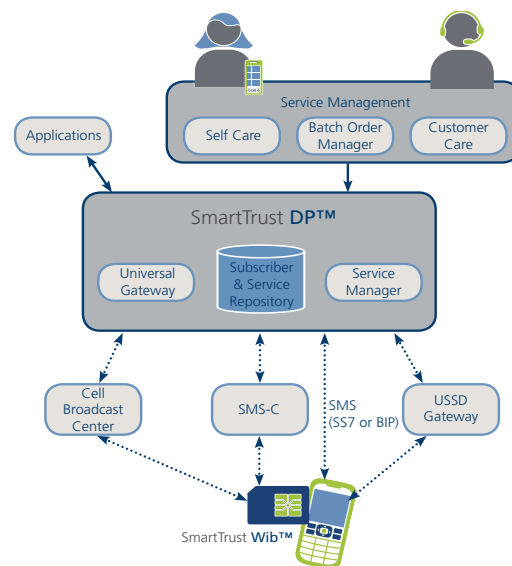 Service Management
Applications
Self Care
Batch Order
Manager
Customer
Care
SmartTrust DP™
Universal
Gateway
Subscriber
& Service
Repository
Service
Manager
Cell
Broadcast
Center
SMS-C
SMS
(SS7 or BIP)
USSD
Gateway
SmartTrust Wib™